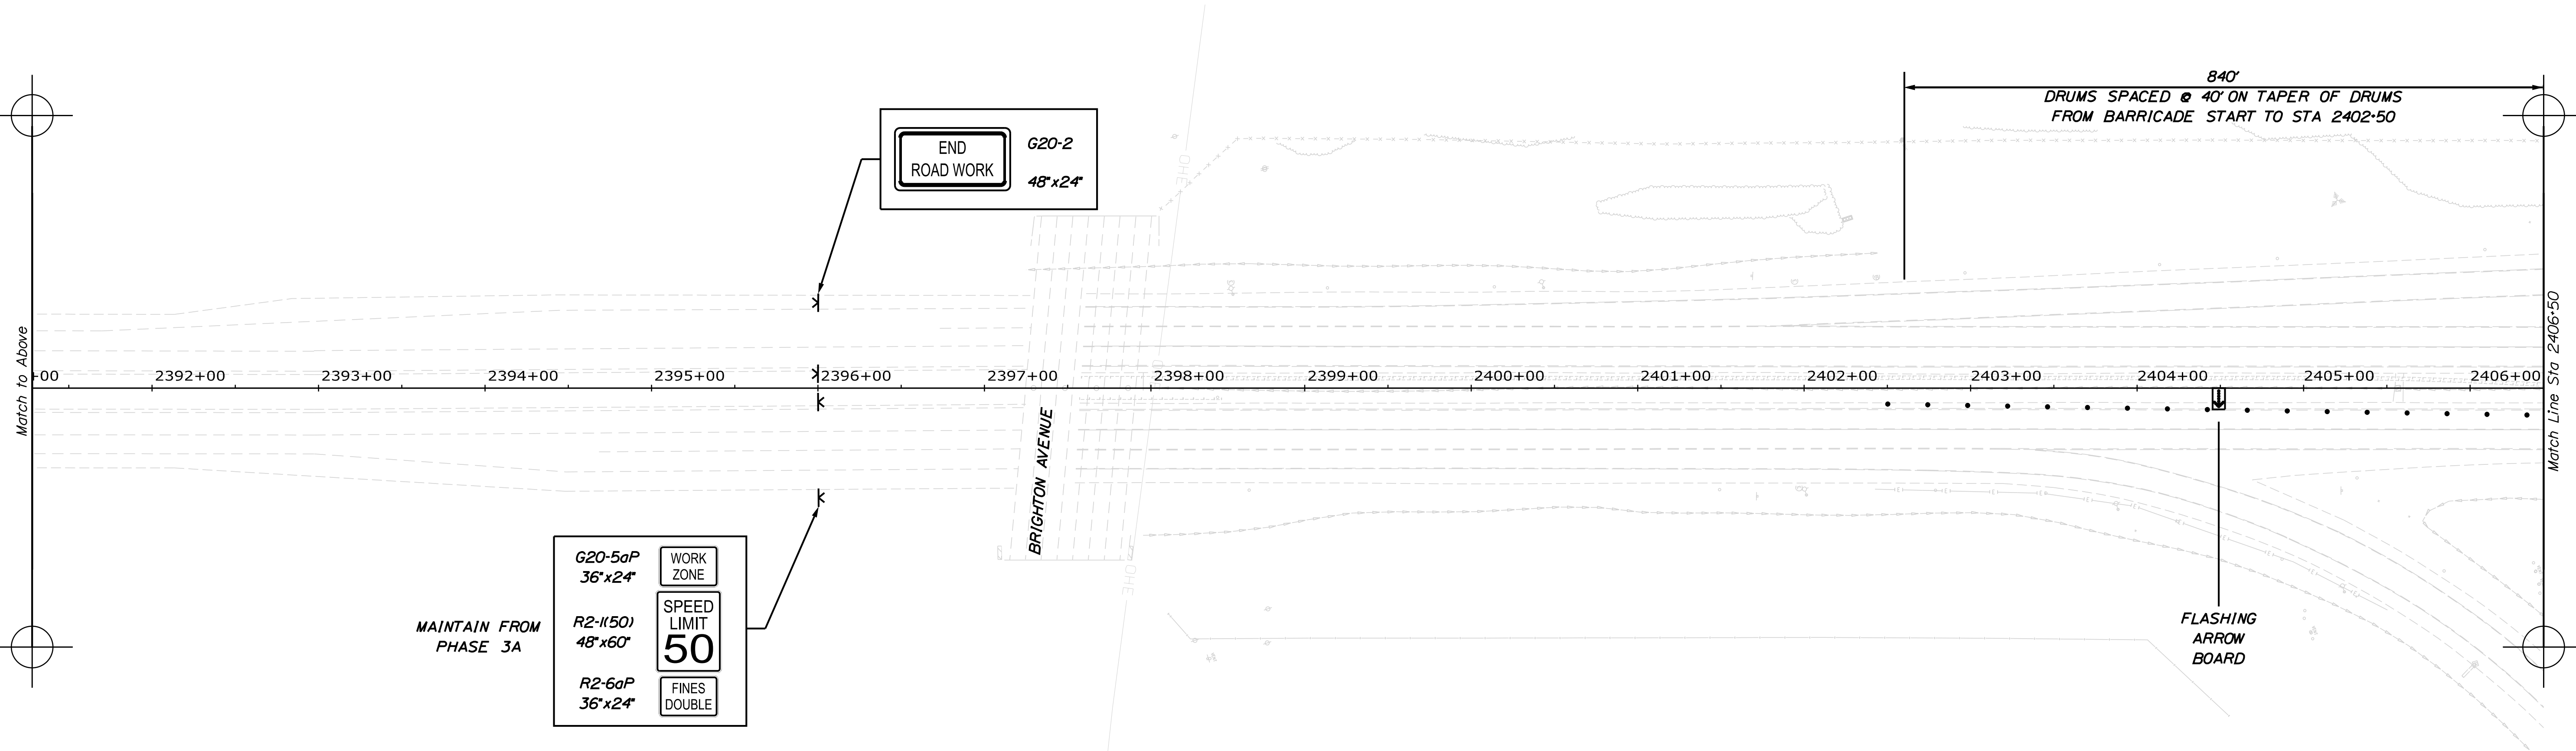 840'
DRUMS SPACED @ 40' ON TAPER OF DRUMS
FROM BARRICADE START TO STA 2402+50
END
ROAD WORK
G20-2
48"x24"
OHE
Match to Above
+00
2392+00
2393+00
2394+00
2395+00
2396+00
2397+00
2398+00
2399+00
2400+00
2401+00
2402+00
2403+00
2404+00
2405+00
2406+00
Match Line Sta 2406+50
BRIGHTON AVENUE
MAINTAIN FROM
PHASE 3A
G20-5aP
36"x24"
WORK
ZONE
R2-1(50)
48"x60"
SPEED
LIMIT
50
R2-6aP
36"x24"
FINES
DOUBLE
OHE
FLASHING
ARROW
BOARD